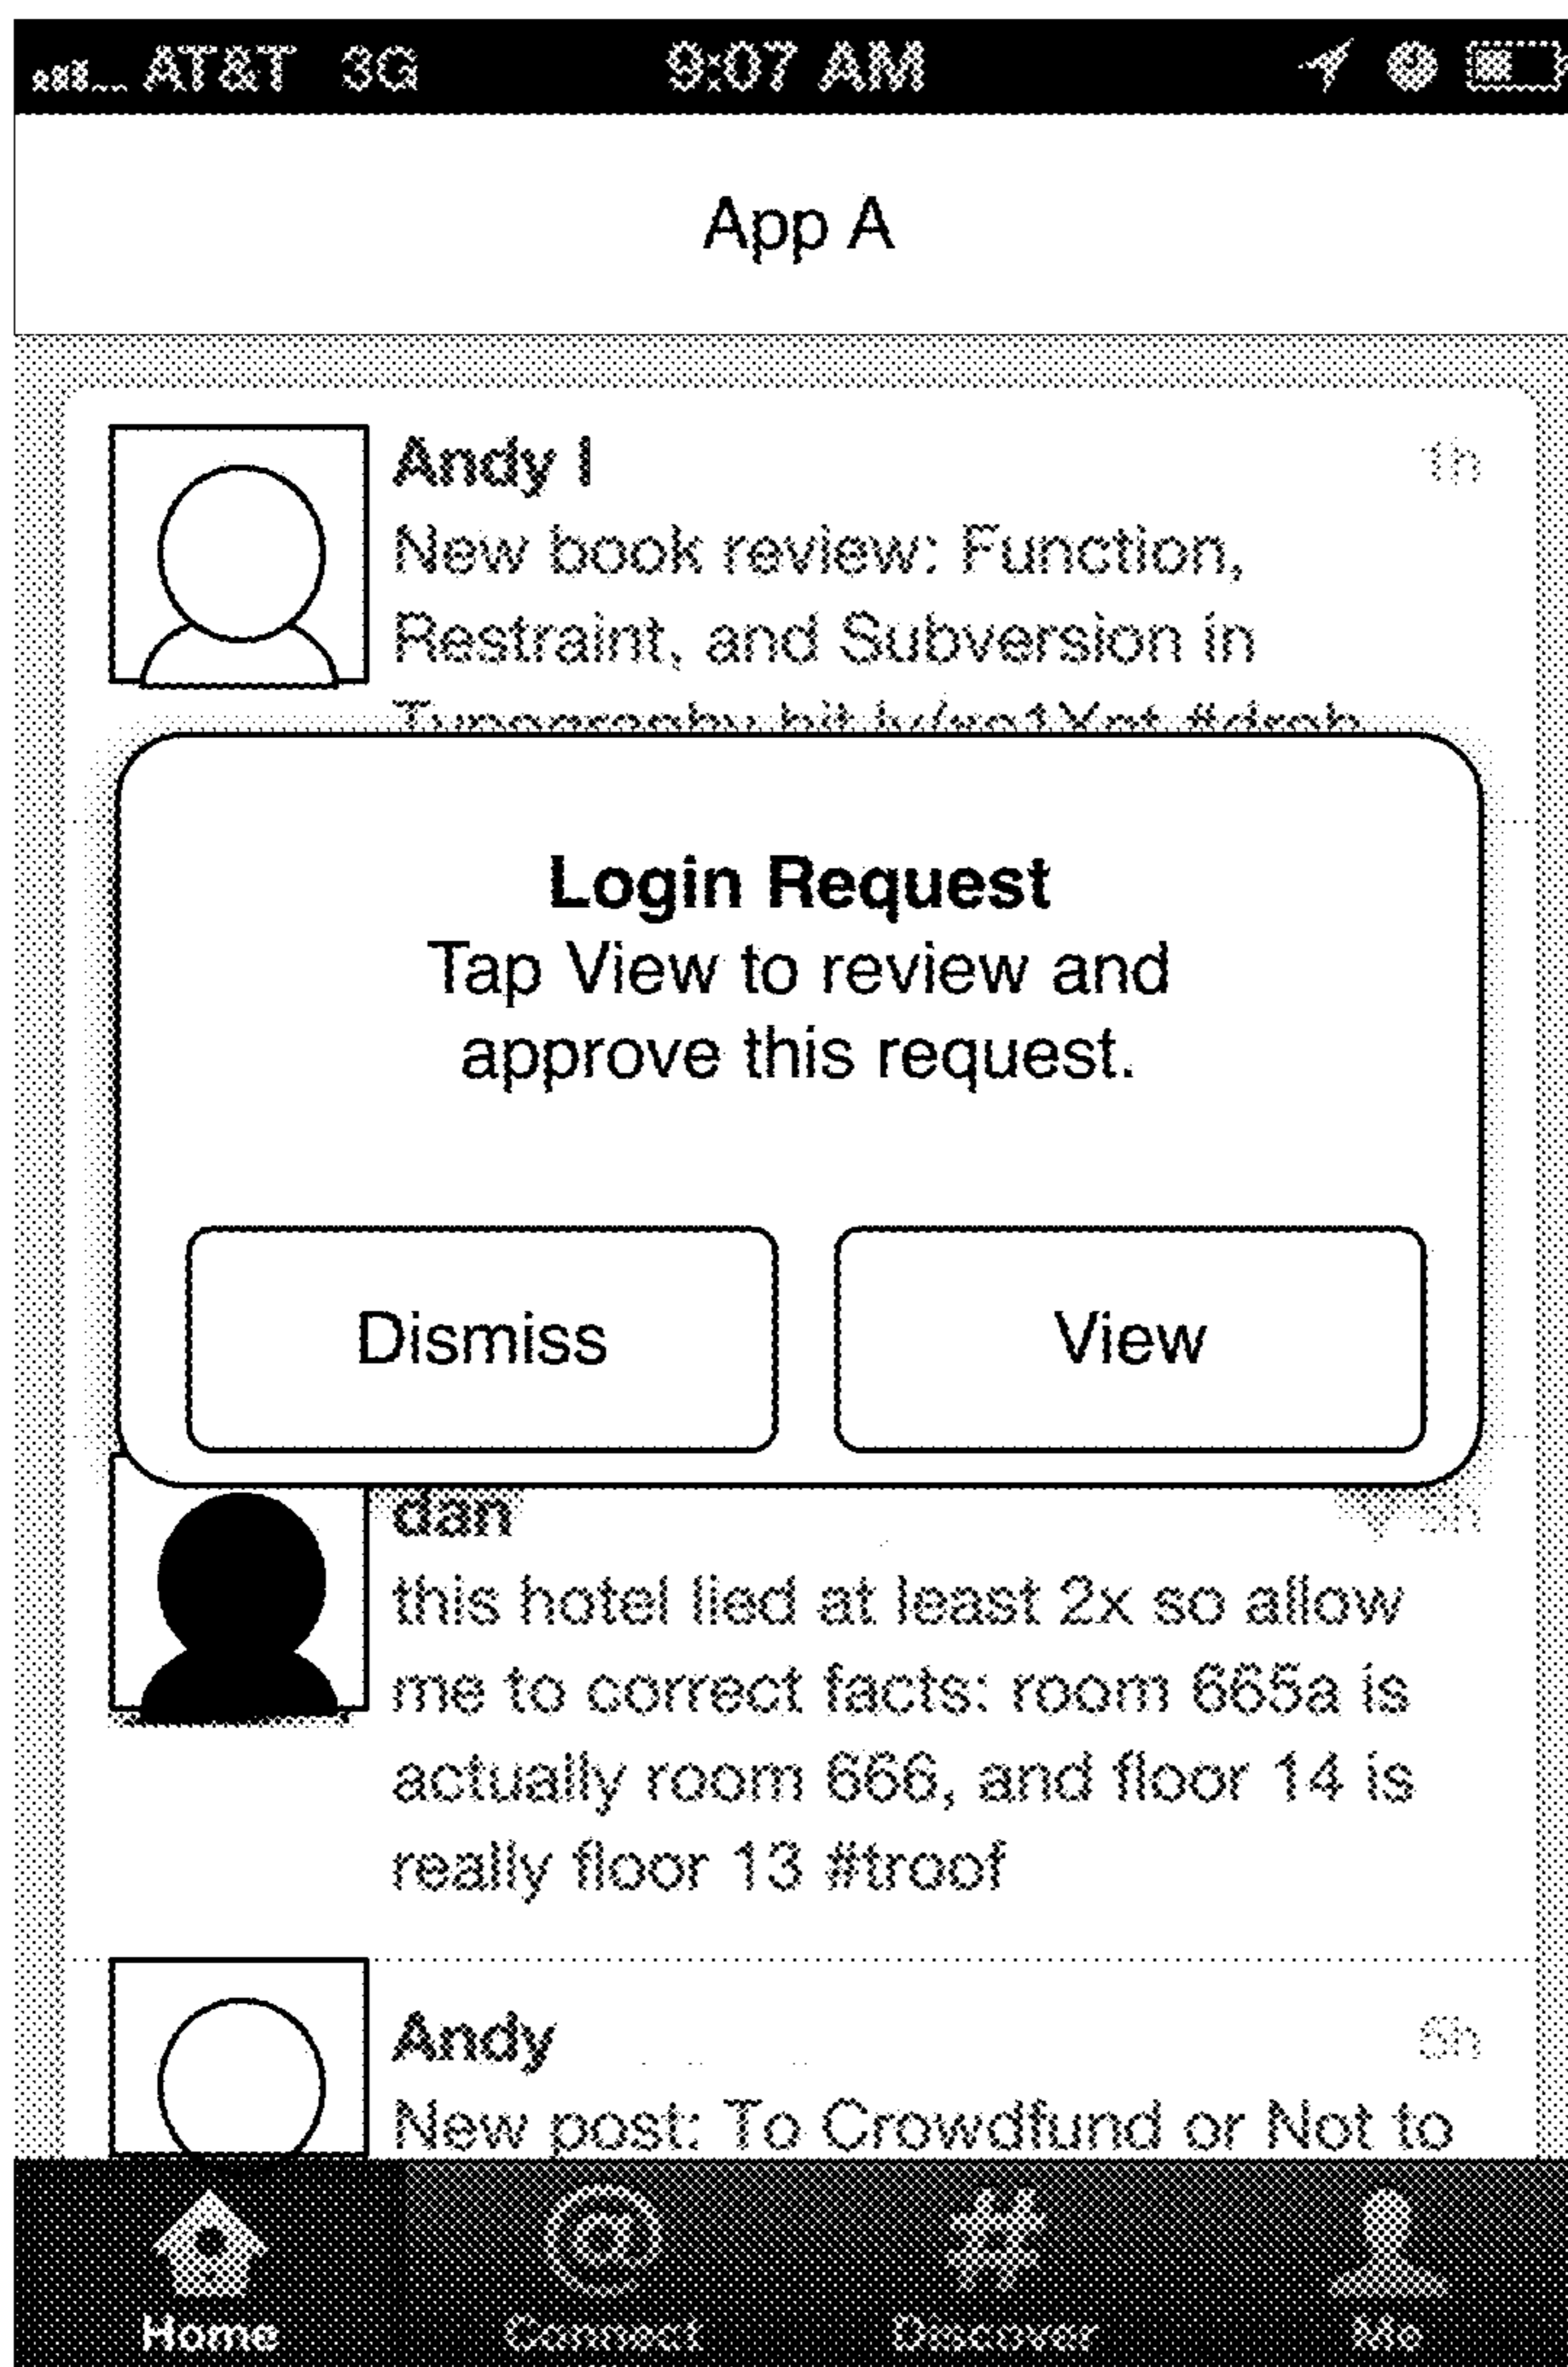 AT&T 3G 9:07 AM
App A
Andy I 1h
New book review: Function,
Restraint, and Subversion in
Typography
Login Request
Tap View to review and
approve this request.
Dismiss View
dan
this hotel lied at least 2x so allow
me to correct facts: room 665a is
actually room 666, and floor 14 is
really floor 13 #troof
Andy 5h
New post: To Crowdfund or Not to
@
#
Home Connect Discover Me